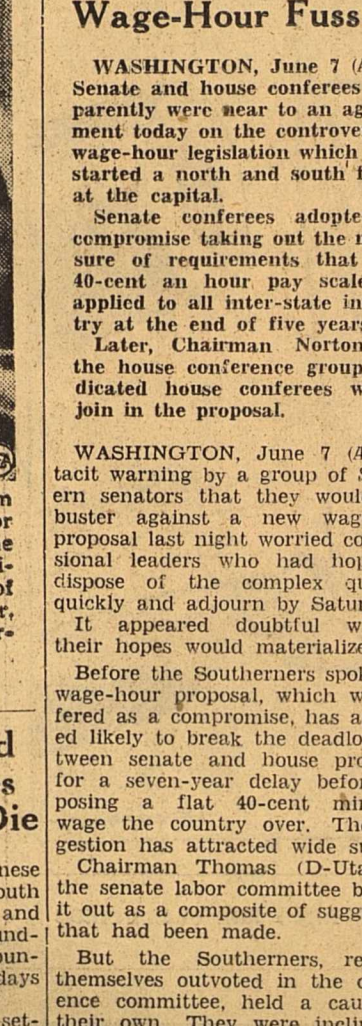 Wage-Hour Fuss
WASHINGTON, June 7 (A
Senate and house conferees
parently were near to an ag
ment today on the controve
wage-hour legislation which
started a north and south f
at the capital.
Senate conferees adopte
compromise taking out the m
sure of requirements that
40-cent an hour pay scale
applied to all inter-state in
try at the end of five years
Later, Chairman Norton
the house conference group
dicated house conferees w
join in the proposal.
WASHINGTON, June 7 (A
tacit warning by a group of S
ern senators that they woul
buster against a new wag
proposal last night worried co
sional leaders who had hop
dispose of the complex qu
quickly and adjourn by Satur
It appeared doubtful w
their hopes would materialize
Before the Southerners spok
wage-hour proposal, which w
fered as a compromise, has a
ed likely to break the deadlo
tween senate and house pro
for a seven-year delay befor
posing a flat 40-cent min
wage the country over. The
gestion has attracted wide su
Chairman Thomas (D-Uta
the senate labor committee b
it out as a composite of sugg
that had been made.
But the Southerners, re
themselves outvoted in the c
ence committee, held a cau
their own. They were incli
m
or
e
i-
of
r,
r-
d
s
Die
nese
outh
and
und-
oun-
days
set-